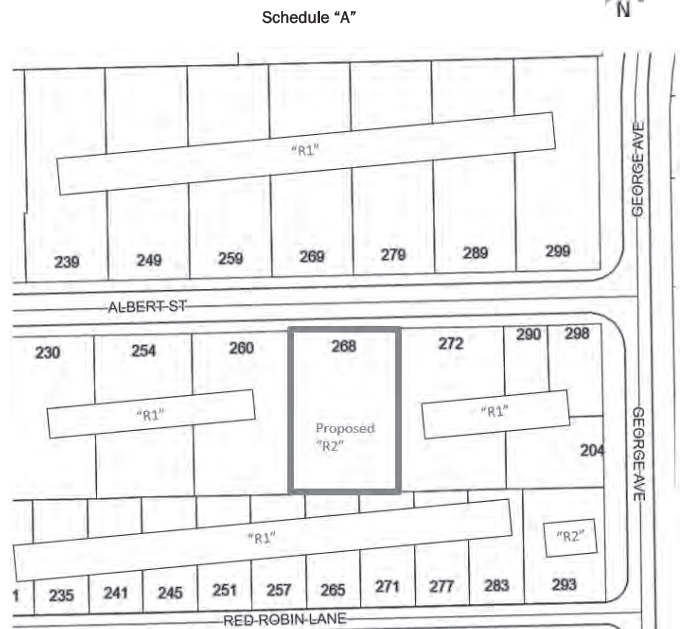 Schedule “A”
N
“R1”
GEORGE AVE
239 249 259 269 279 289 299
ALBERT ST
230 254 260 268 272 290 298
“R1”
Proposed
“R2”
“R1”
204
GEORGE AVE
“R1”
“R2”
1 235 241 245 251 257 265 271 277 283 293
RED ROBIN LANE